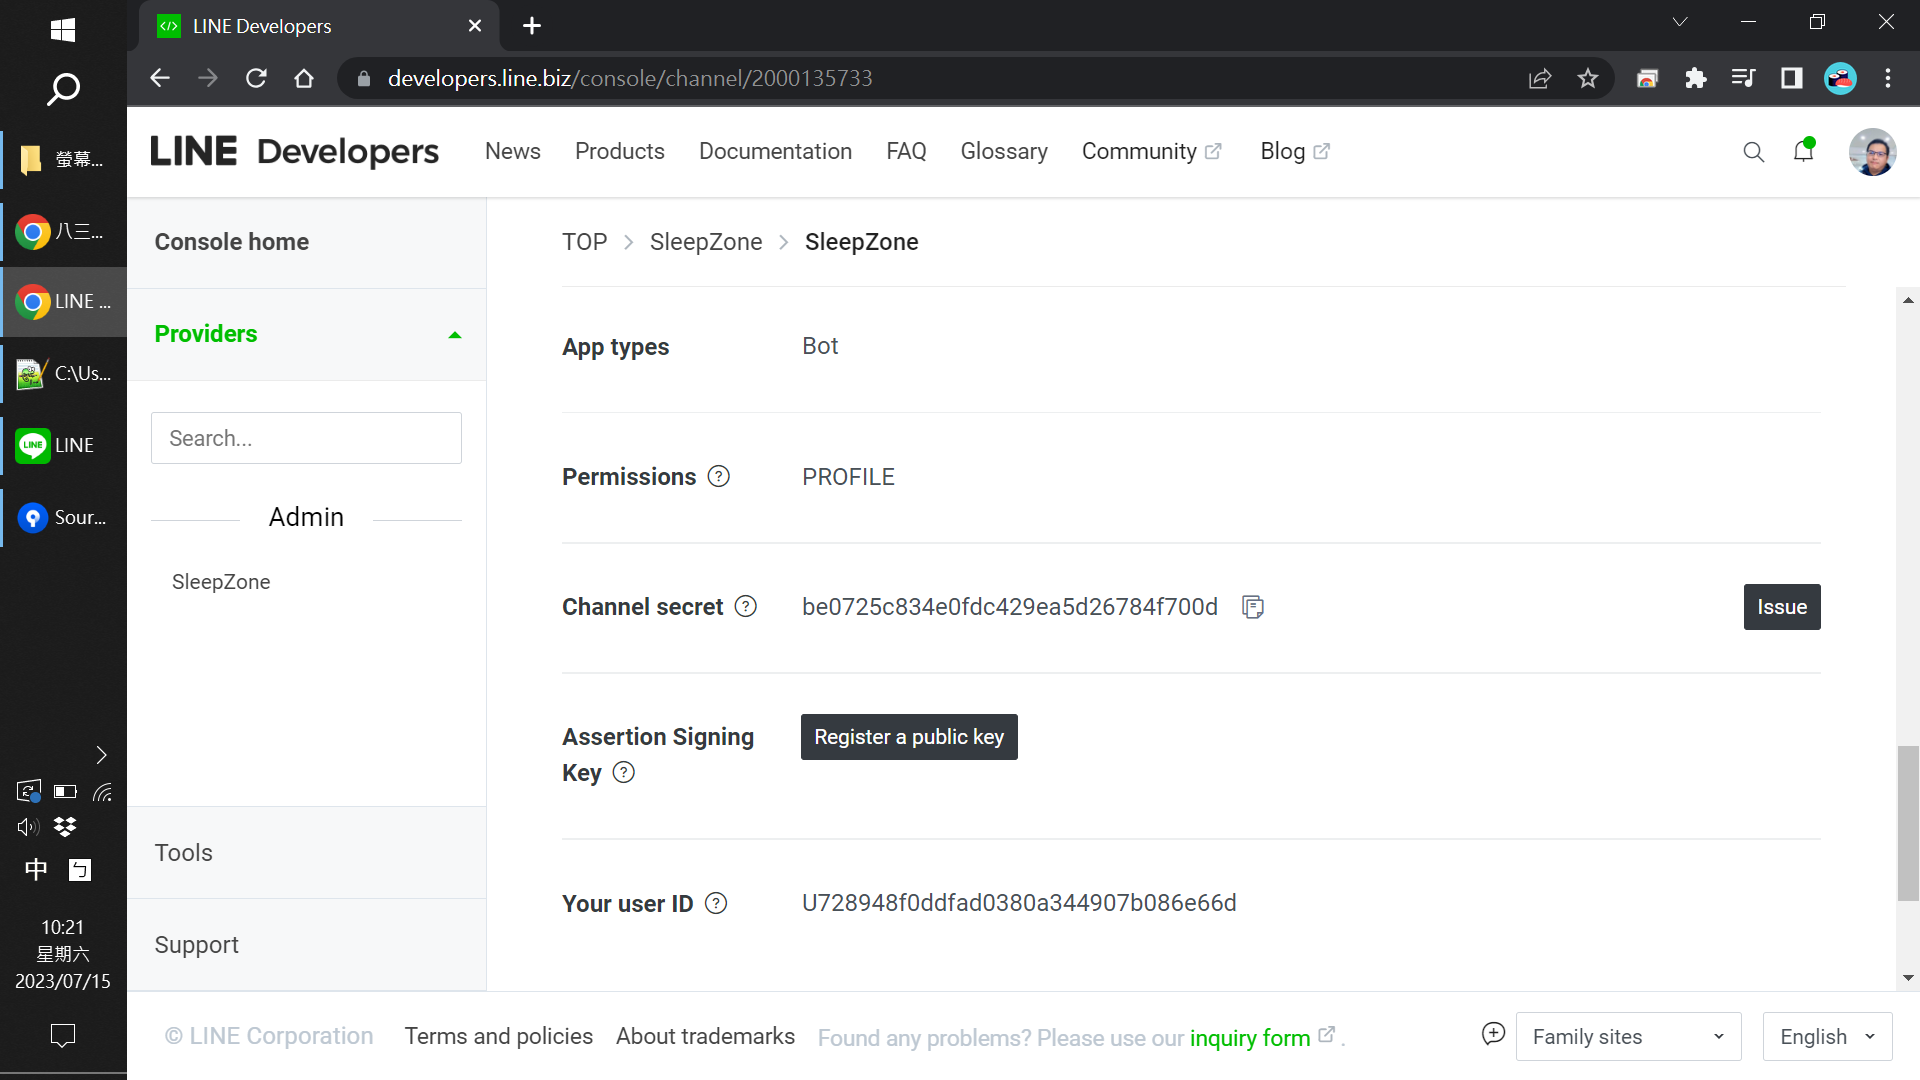 LINE Developers
developers.line.biz/console/channel/2000135733
螢幕...
八三...
LINE ...
C:\Us...
LINE
LINE
Sour...
中
ㄅ
10:21
星期六
2023/07/15
LINE Developers
News
Products
Documentation
FAQ
Glossary
Community
Blog
Console home
Providers
Search...
Admin
SleepZone
Tools
Support
TOP > SleepZone > SleepZone
App types
Bot
Permissions ?
PROFILE
Channel secret ?
be0725c834e0fdc429ea5d26784f700d
Issue
Assertion Signing
Key ?
Register a public key
Your user ID ?
U728948f0ddfad0380a344907b086e66d
© LINE Corporation
Terms and policies
About trademarks
Found any problems? Please use our inquiry form .
Family sites
English